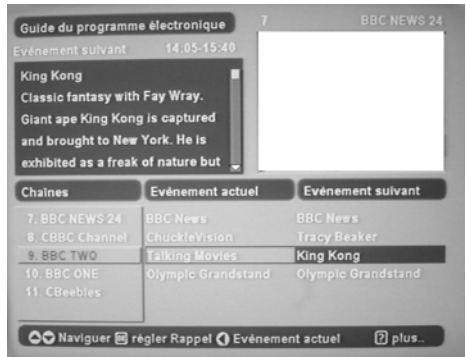 Guide du programme électronique
7 BBC NEWS 24
Evénement suivant 14:05-15:40
King Kong
Classic fantasy with Fay Wray.
Giant ape King Kong is captured
and brought to New York. He is
exhibited as a freak of nature but
Chaînes Evénement actuel Evénement suivant
7. BBC NEWS 24 BBC News BBC News
8. CBBC Channel ChuckleVision Tracy Beaker
9. BBC TWO Talking Movies King Kong
10. BBC ONE Olympic Grandstand Olympic Grandstand
11. CBeebies
Naviguer OK régler Rappel Evénement actuel ? plus..